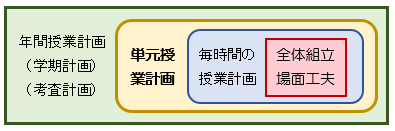 年間授業計画
（学期計画）
（考査計画）
単元授
業計画
毎時間の
授業計画
全体組立
場面工夫